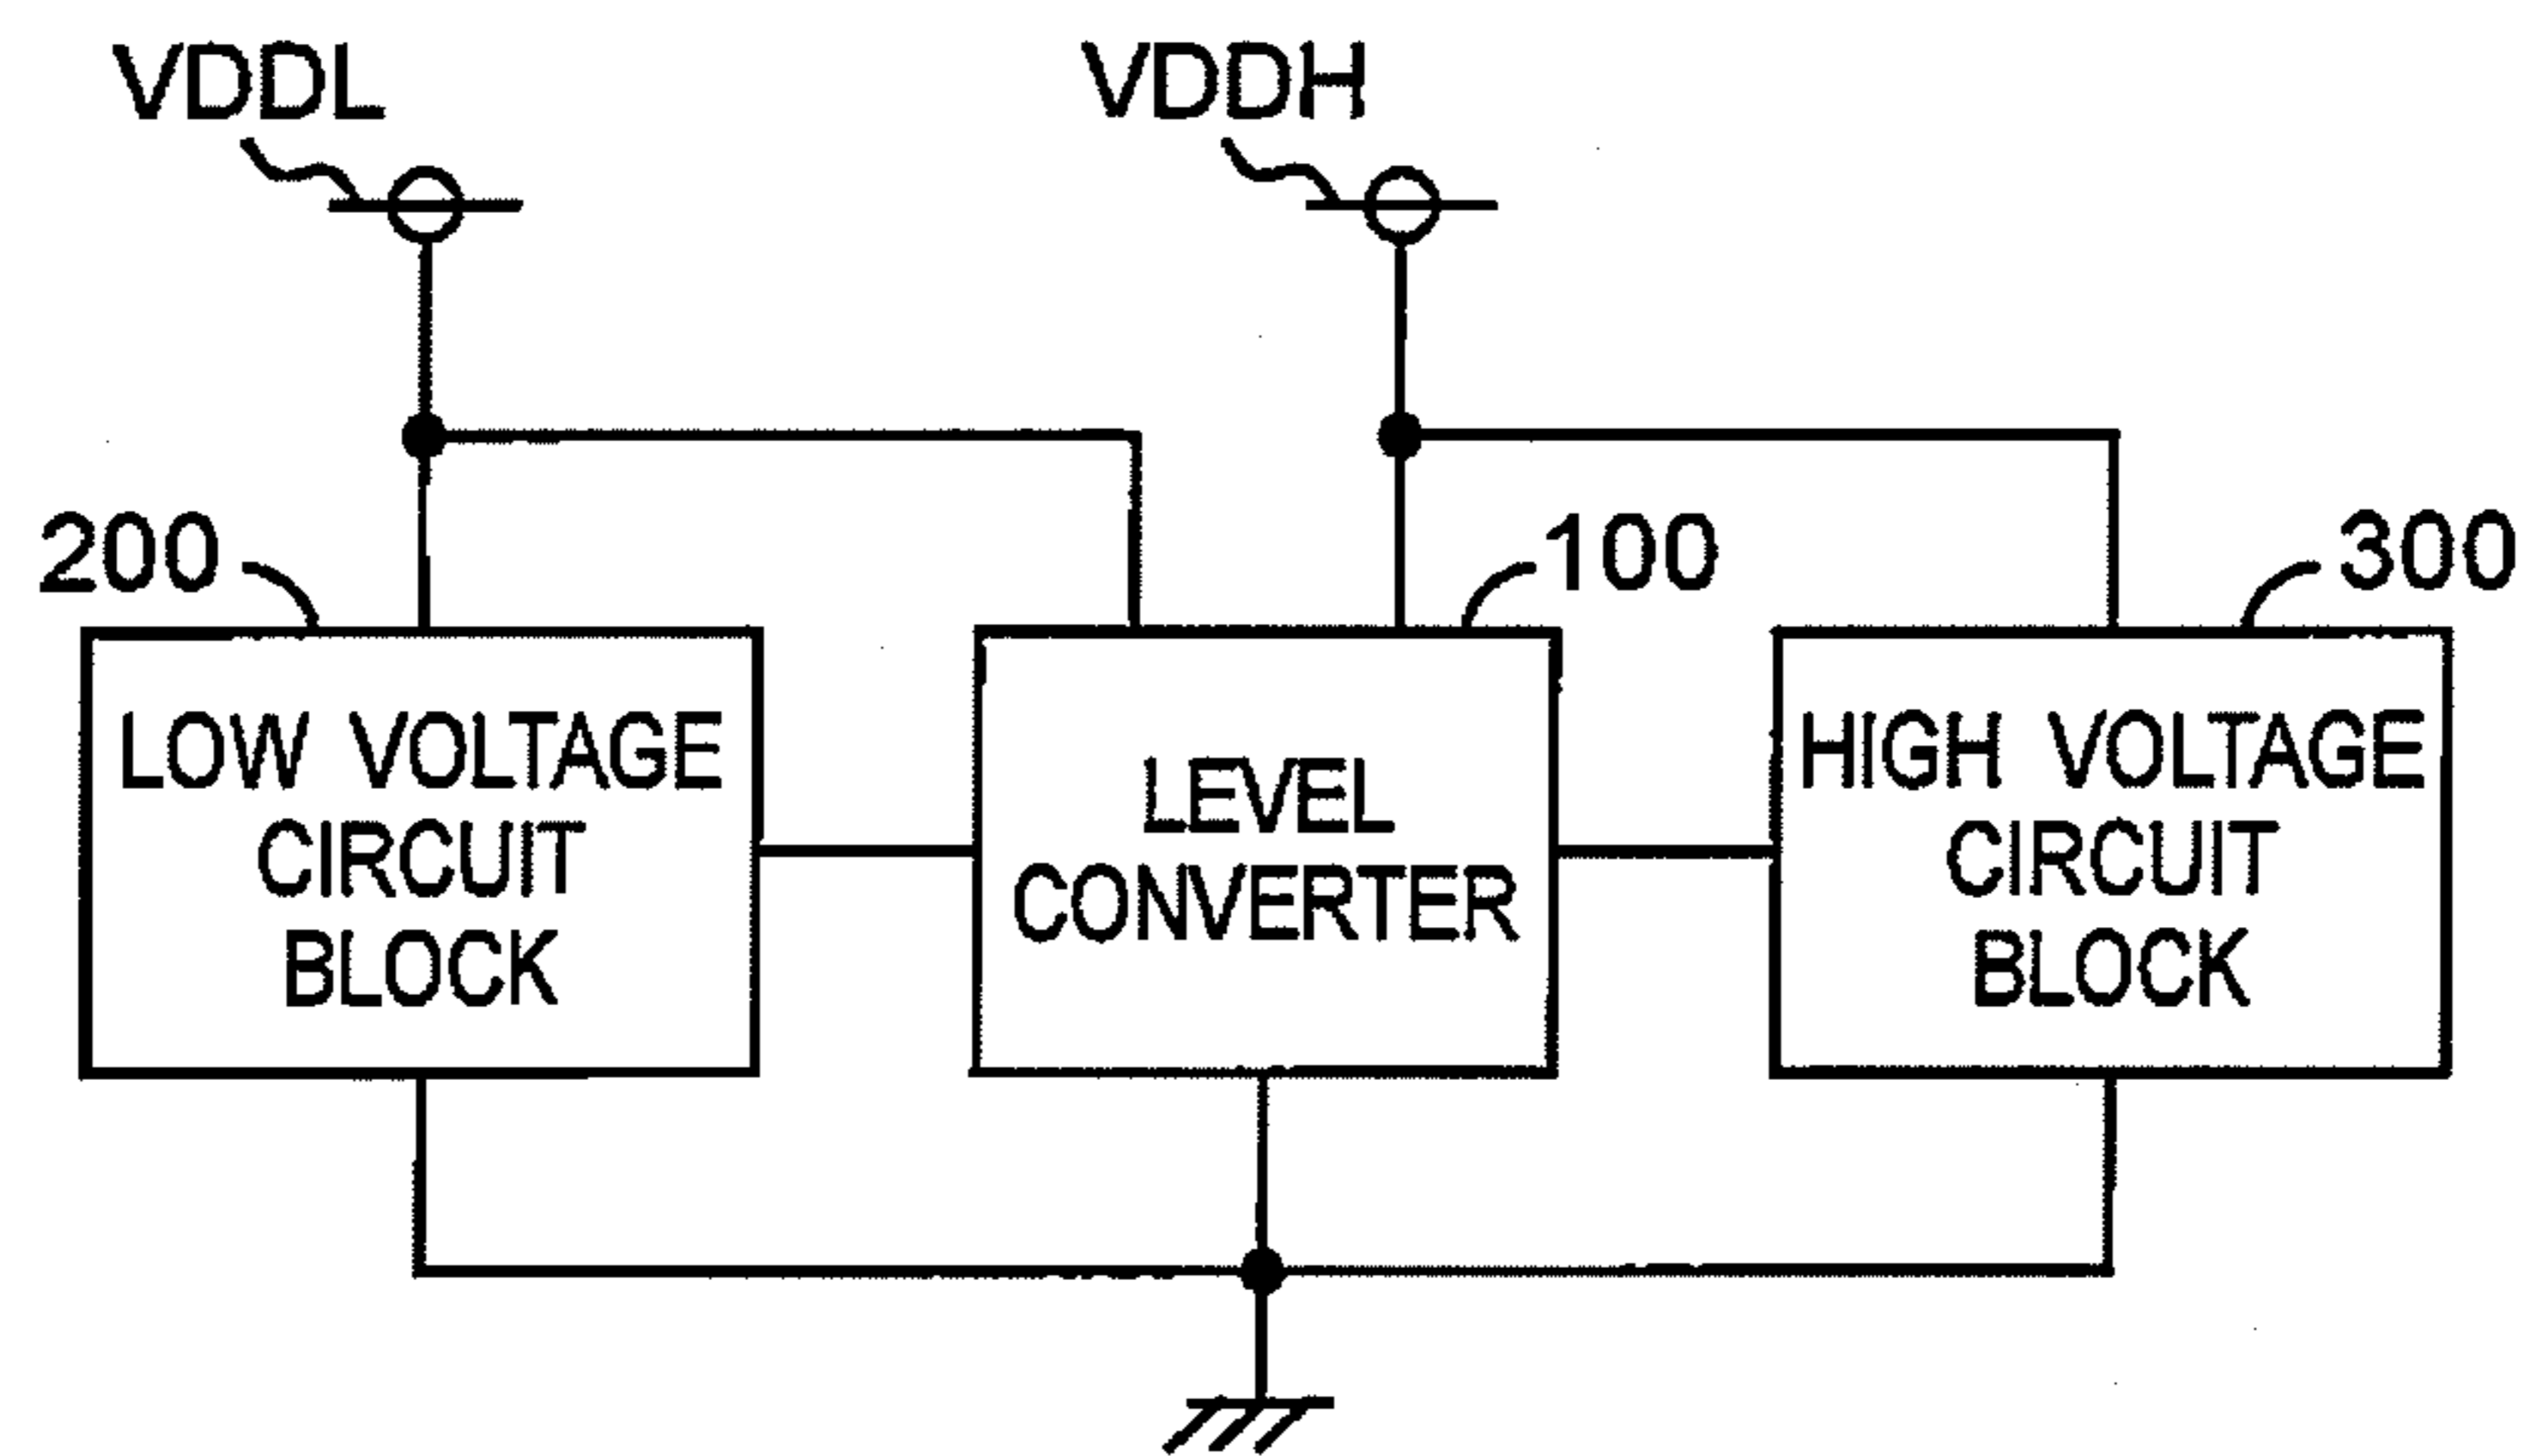 VDDL
VDDH
200
100
300
LOW VOLTAGE
CIRCUIT
BLOCK
LEVEL
CONVERTER
HIGH VOLTAGE
CIRCUIT
BLOCK